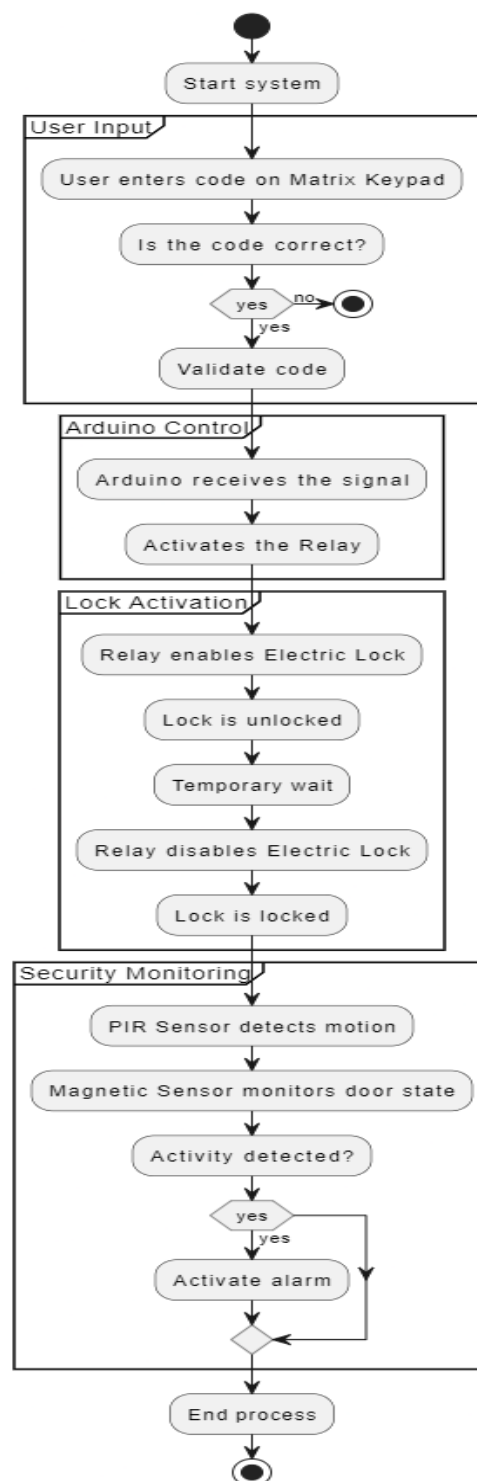 Start system
User Input
User enters code on Matrix Keypad
Is the code correct?
yes
no
yes
Validate code
Arduino Control
Arduino receives the signal
Activates the Relay
Lock Activation
Relay enables Electric Lock
Lock is unlocked
Temporary wait
Relay disables Electric Lock
Lock is locked
Security Monitoring
PIR Sensor detects motion
Magnetic Sensor monitors door state
Activity detected?
yes
yes
Activate alarm
End process